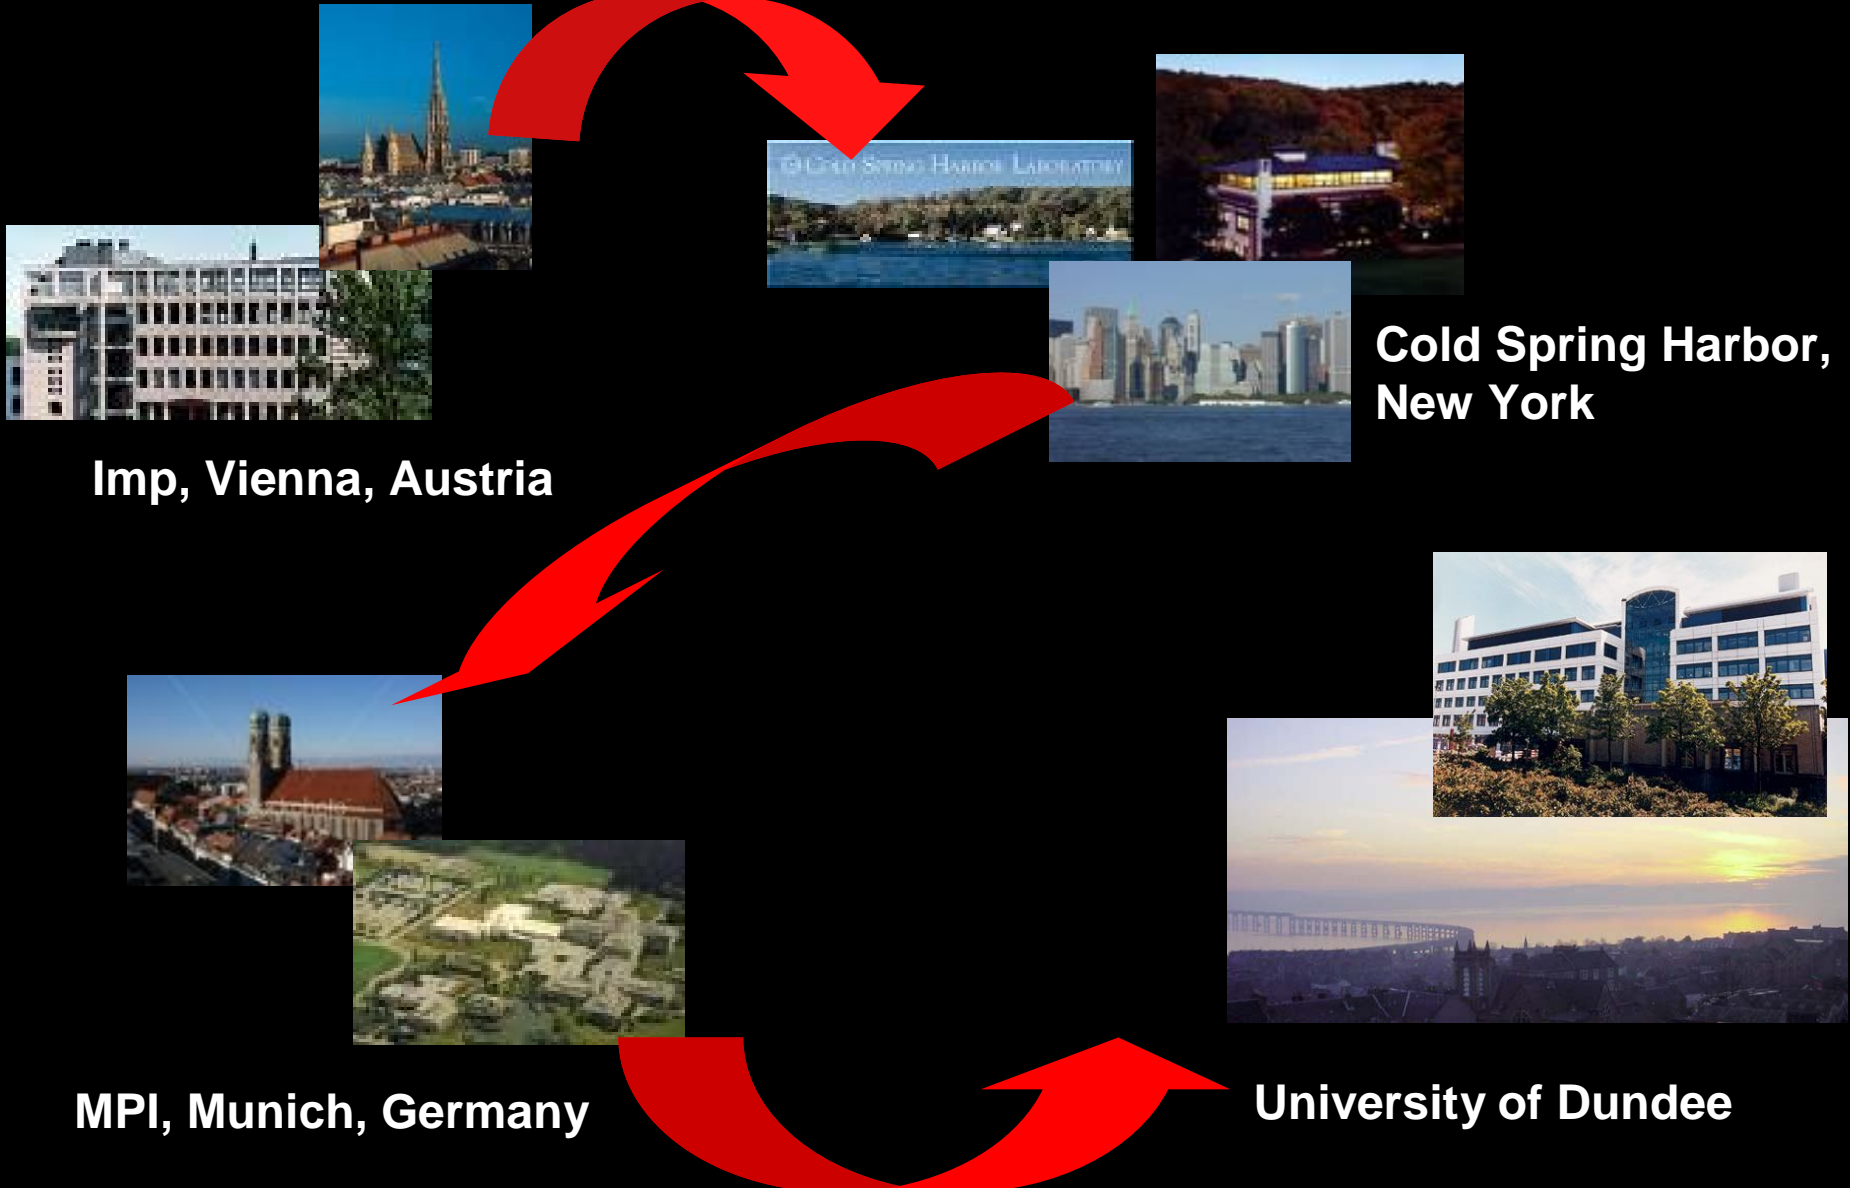 © COLD SPRING HARBOR LABORATORY
Cold Spring Harbor,
New York
Imp, Vienna, Austria
MPI, Munich, Germany
University of Dundee